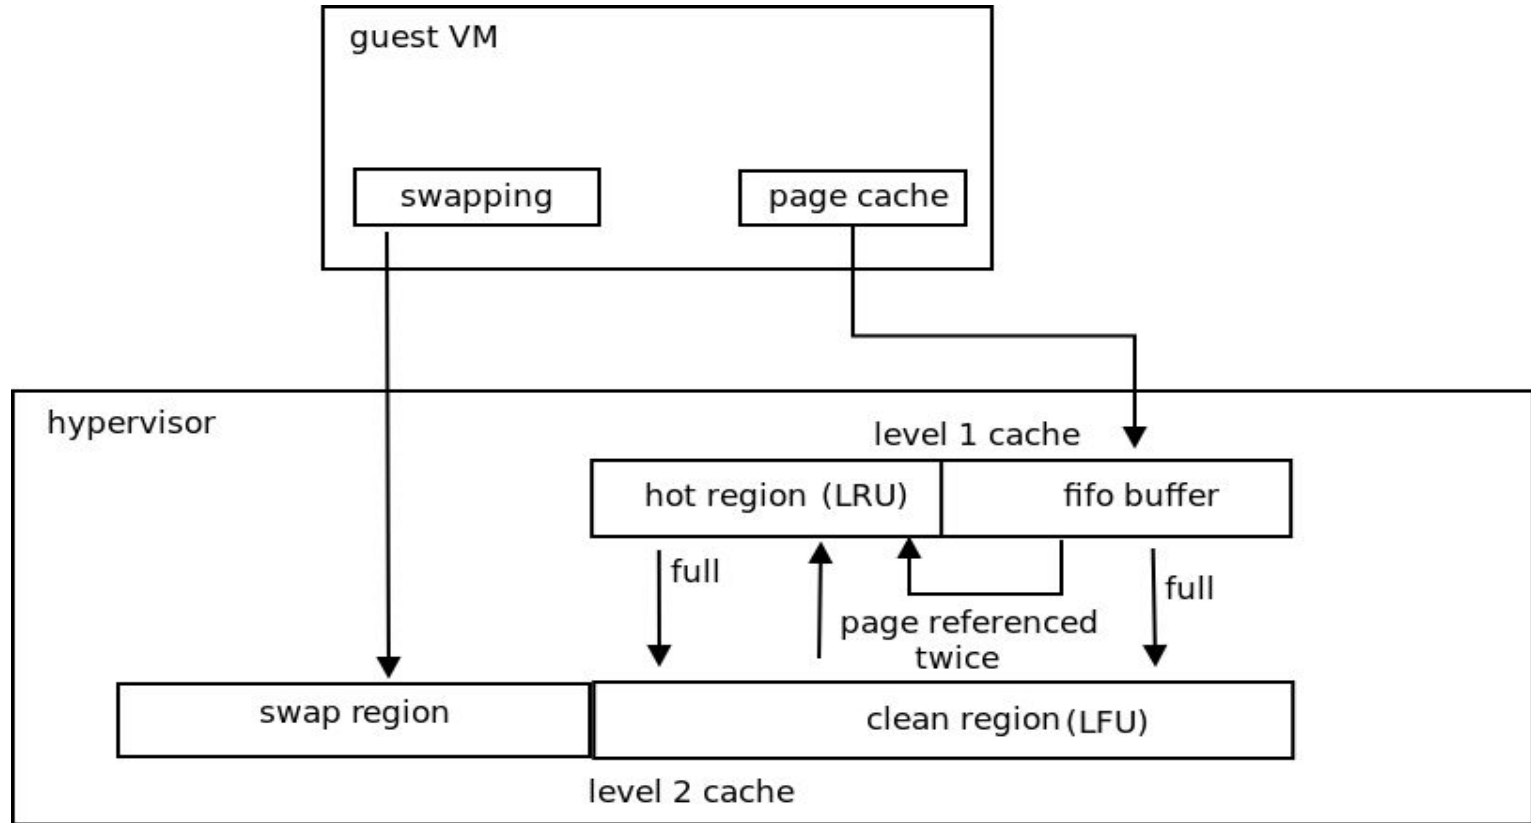 guest VM
swapping
page cache
hypervisor
level 1 cache
hot region (LRU)
fifo buffer
full
full
page referenced
twice
swap region
clean region (LFU)
level 2 cache